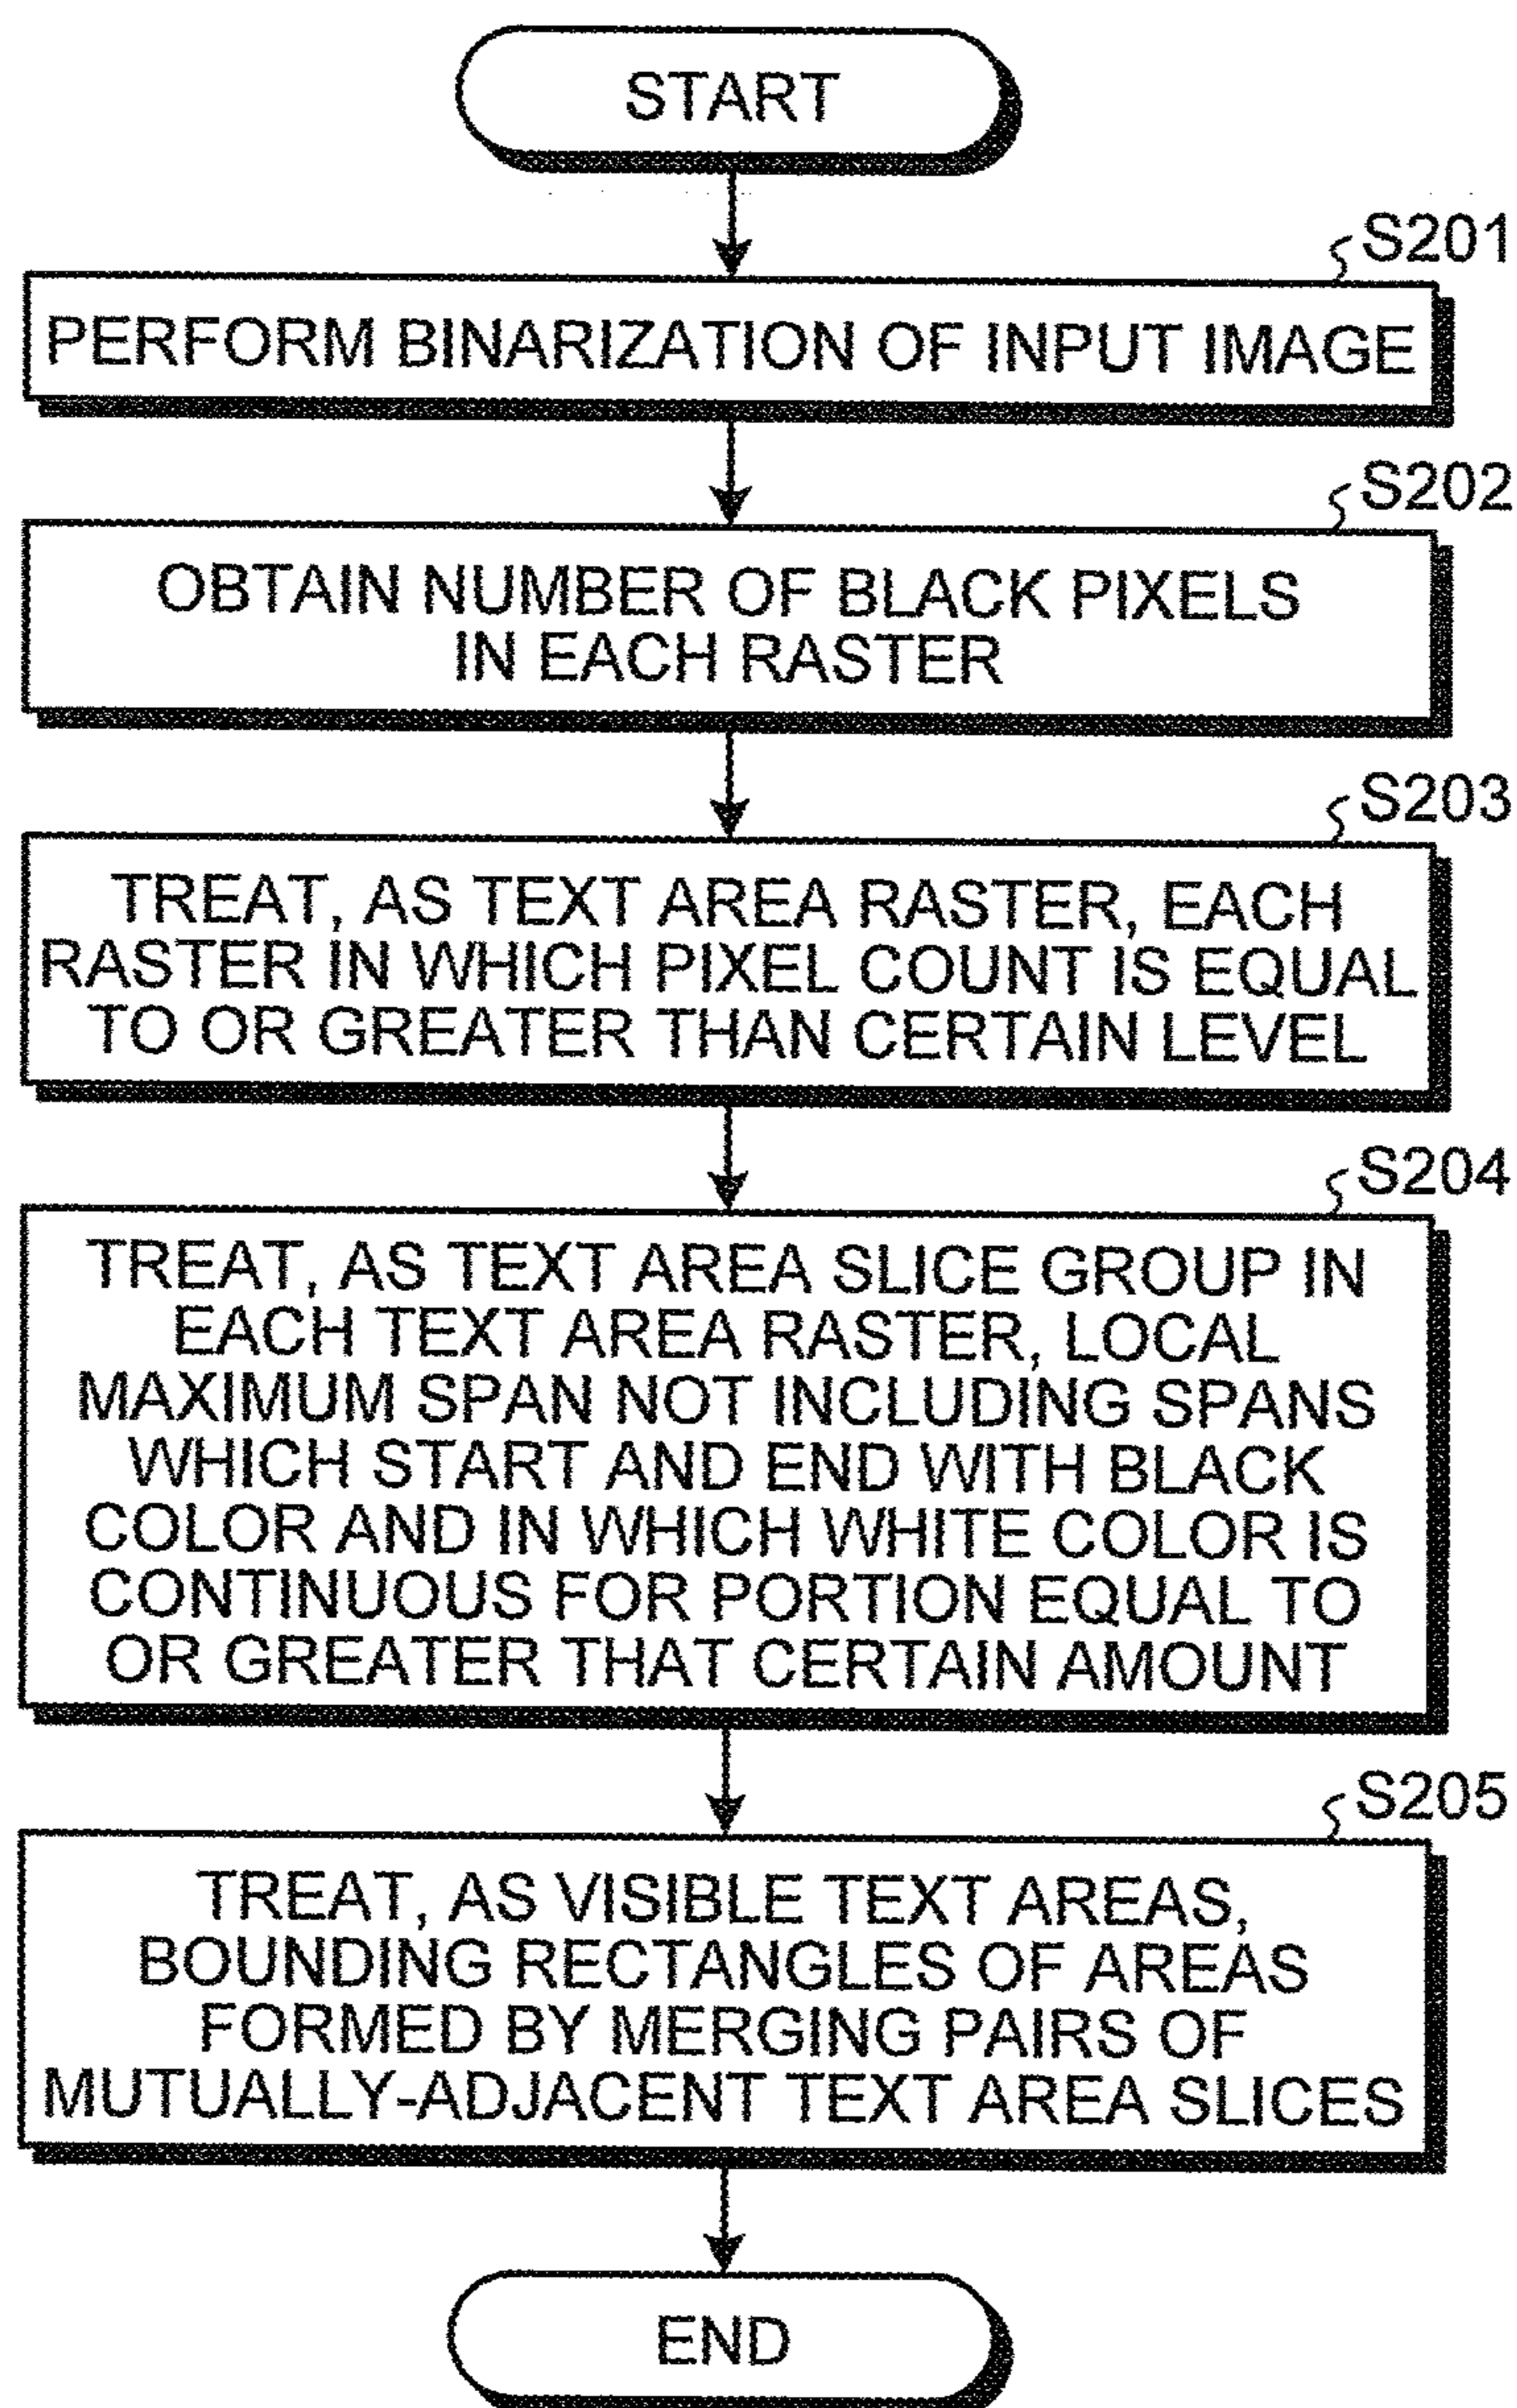 START
S201
PERFORM BINARIZATION OF INPUT IMAGE
S202
OBTAIN NUMBER OF BLACK PIXELS
IN EACH RASTER
S203
TREAT, AS TEXT AREA RASTER, EACH
RASTER IN WHICH PIXEL COUNT IS EQUAL
TO OR GREATER THAN CERTAIN LEVEL
S204
TREAT, AS TEXT AREA SLICE GROUP IN
EACH TEXT AREA RASTER, LOCAL
MAXIMUM SPAN NOT INCLUDING SPANS
WHICH START AND END WITH BLACK
COLOR AND IN WHICH WHITE COLOR IS
CONTINUOUS FOR PORTION EQUAL TO
OR GREATER THAT CERTAIN AMOUNT
S205
TREAT, AS VISIBLE TEXT AREAS,
BOUNDING RECTANGLES OF AREAS
FORMED BY MERGING PAIRS OF
MUTUALLY-ADJACENT TEXT AREA SLICES
END